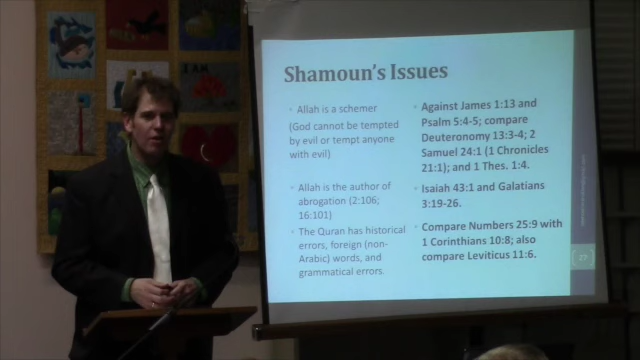 Shamoun's Issues
• Allah is a schemer
(God cannot be tempted
by evil or tempt anyone
with evil)
• Allah is the author of
abrogation (2:106;
16:101)
• The Quran has historical
errors, foreign (non-
Arabic) words, and
grammatical errors.
• Against James 1:13 and
Psalm 5:4-5; compare
Deuteronomy 13:3-4; 2
Samuel 24:1 (1 Chronicles
21:1); and 1 Thes. 1:4.
• Isaiah 43:1 and Galatians
3:19-26.
• Compare Numbers 25:9 with
1 Corinthians 10:8; also
compare Leviticus 11:6.
I AM